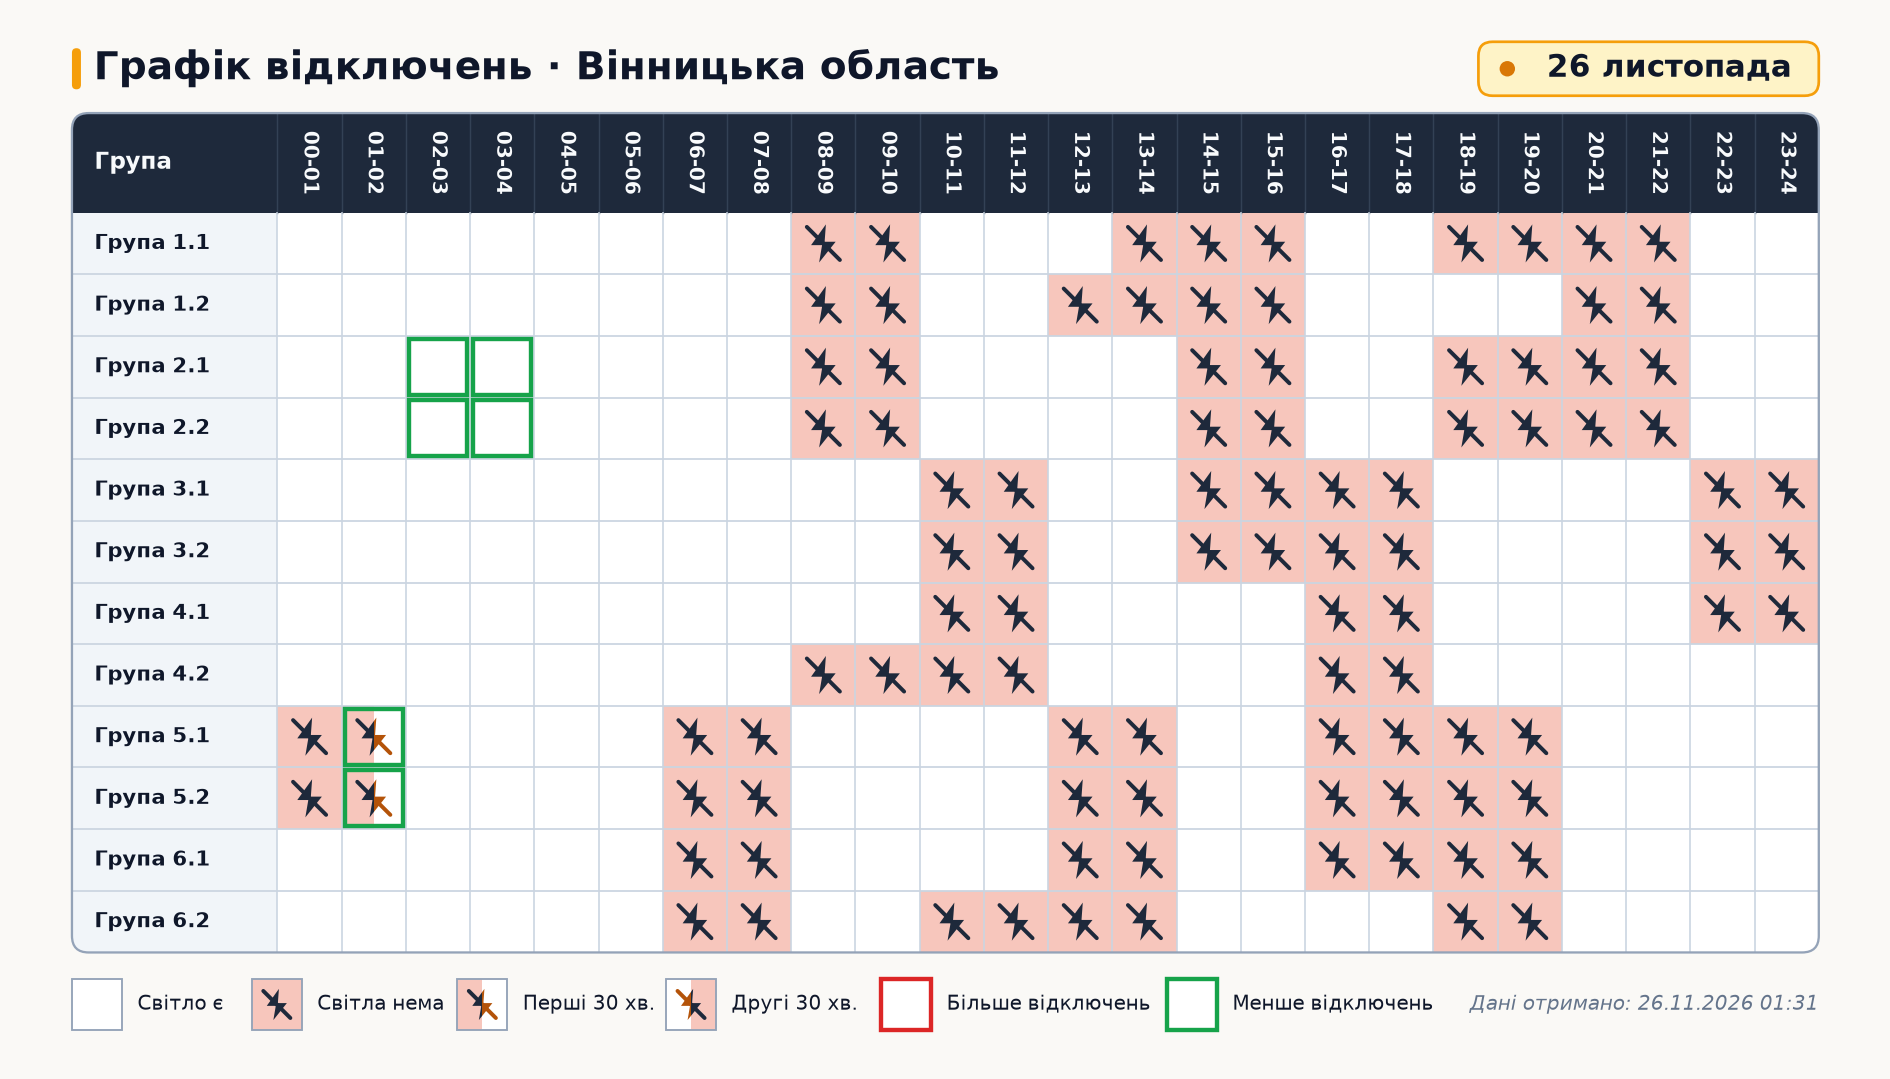 Графік відключень · Вінницька область
26 листопада
Група 00-01 01-02 02-03 03-04 04-05 05-06 06-07 07-08 08-09 09-10 10-11 11-12 12-13 13-14 14-15 15-16 16-17 17-18 18-19 19-20 20-21 21-22 22-23 23-24
Група 1.1
Група 1.2
Група 2.1
Група 2.2
Група 3.1
Група 3.2
Група 4.1
Група 4.2
Група 5.1
Група 5.2
Група 6.1
Група 6.2
Світло є Світла нема Перші 30 хв. Другі 30 хв. Більше відключень Менше відключень Дані отримано: 26.11.2026 01:31